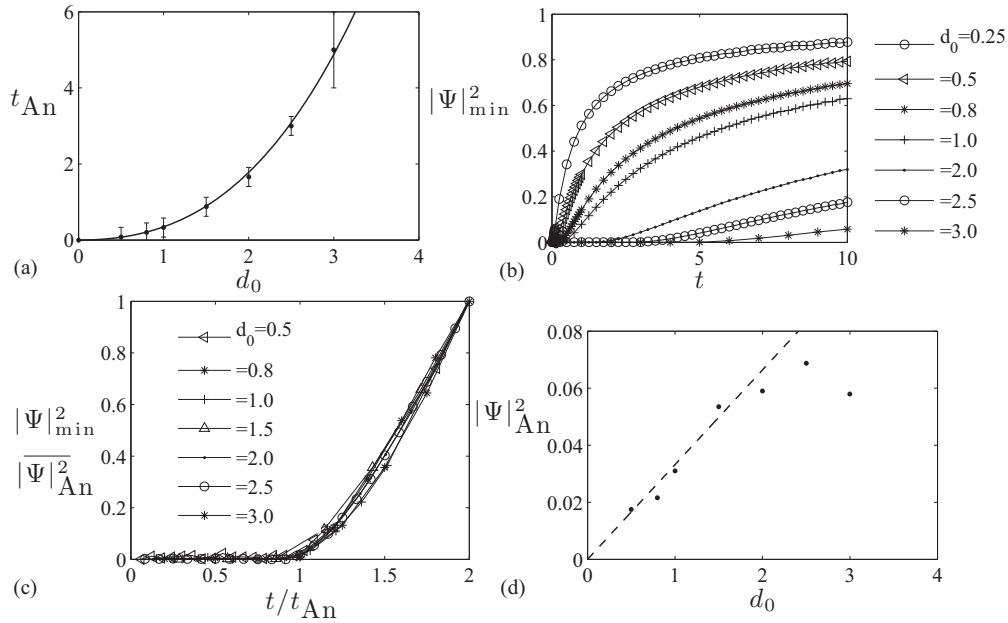 6
4
2
0
t_An
0 1 2 3 4
d_0
(a)
1
0.8
0.6
0.4
0.2
0
|Ψ|²_min
0 5 10
t
(b)
d_0=0.25
=0.5
=0.8
=1.0
=2.0
=2.5
=3.0
1
0.8
0.6
0.4
0.2
0
|Ψ|²_min
|Ψ|²_An
0 0.5 1 1.5 2
t/t_An
(c)
d_0=0.5
=0.8
=1.0
=1.5
=2.0
=2.5
=3.0
0.08
0.06
0.04
0.02
0
|Ψ|²_An
0 1 2 3 4
d_0
(d)